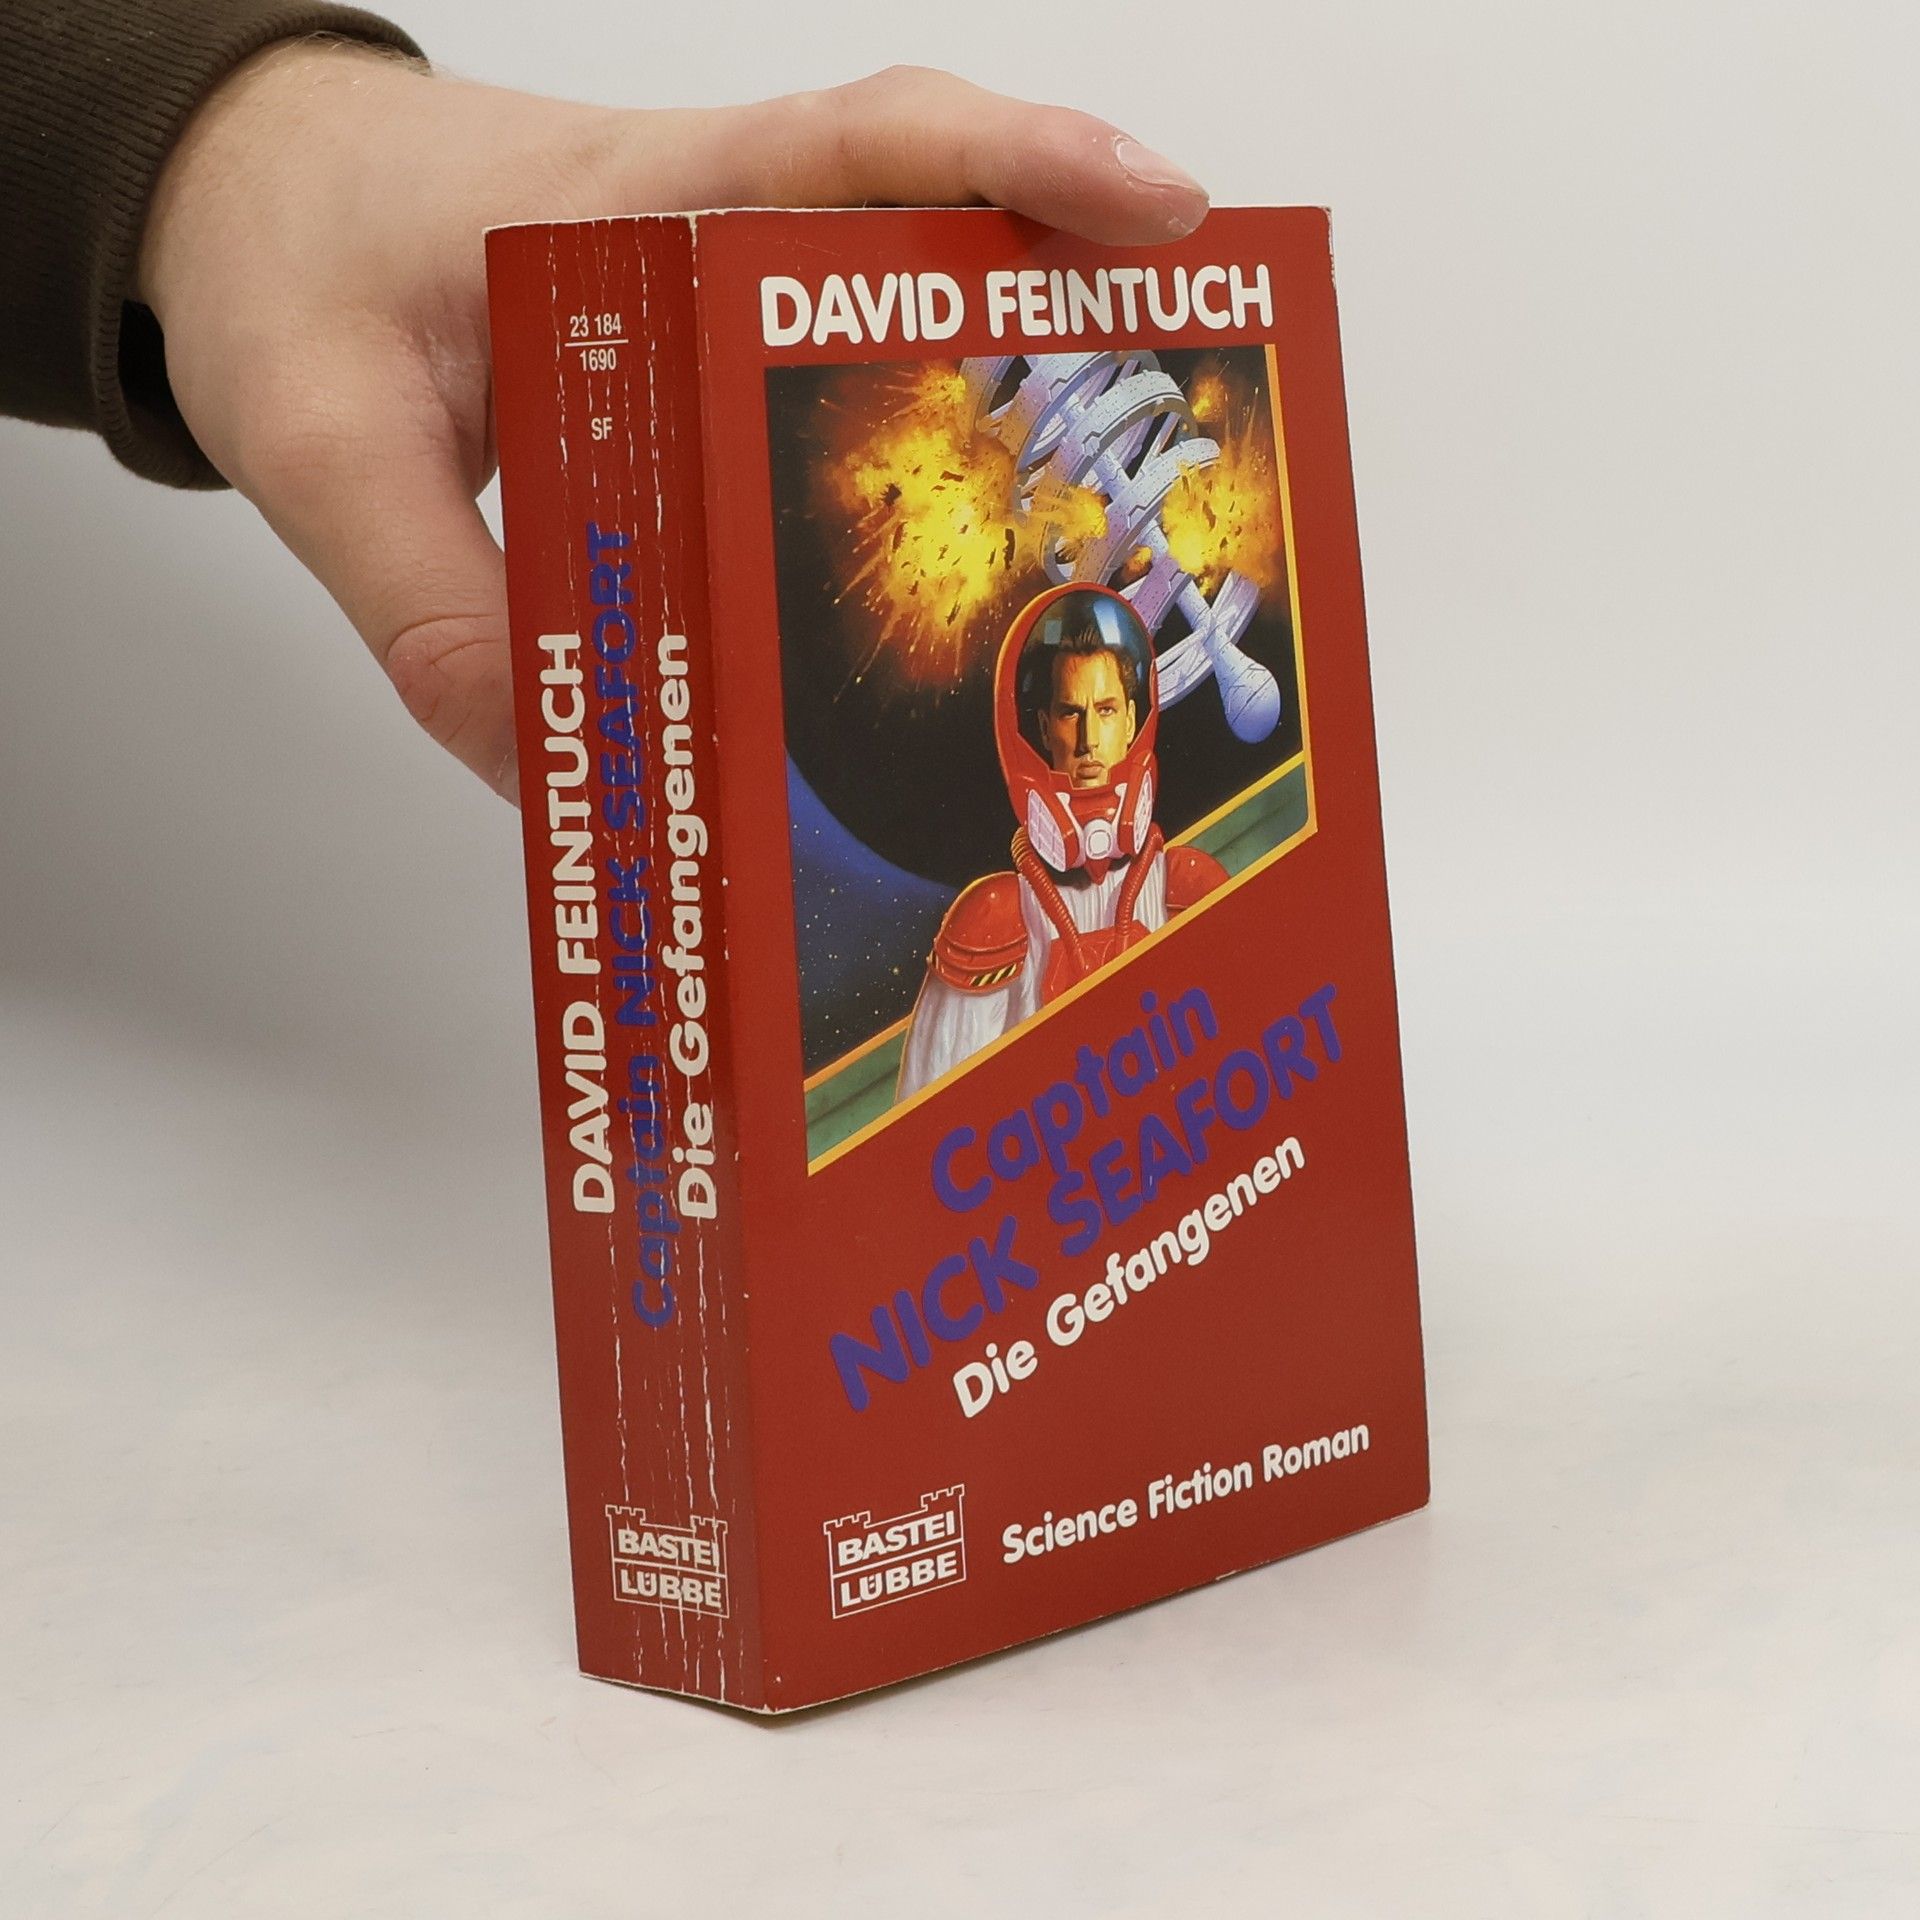 23 184
1690
SF
DAVID FEINTUCH
Captain NICK SEAFORT
Die Gefangenen
BASTEI
LÜBBE
DAVID FEINTUCH
Captain
NICK SEAFORT
Die Gefangenen
BASTEI
LÜBBE
Science Fiction Roman